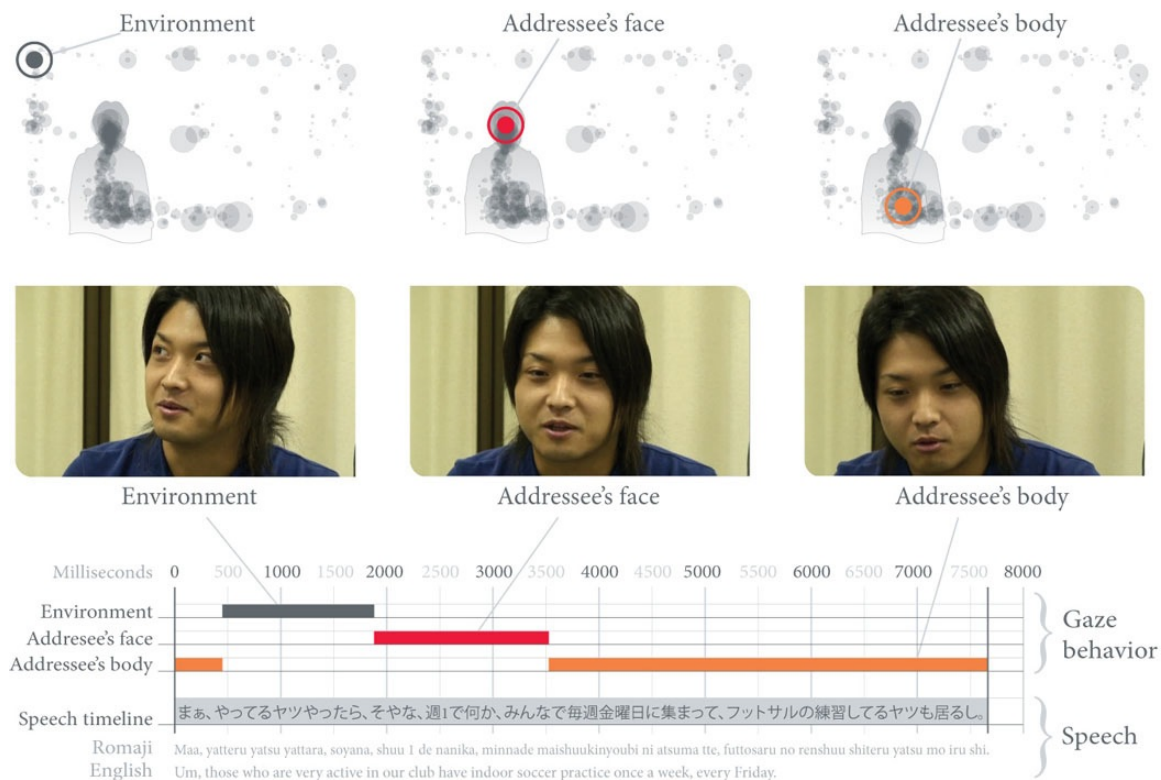 Environment
Addressee's face
Addressee's body
Environment
Addressee's face
Addressee's body
Milliseconds 0 500 1000 1500 2000 2500 3000 3500 4000 4500 5000 5500 6000 6500 7000 7500 8000
Environment
Addresee's face
Addressee's body
Gaze
behavior
Speech timeline まぁ、やってるヤツやったら、そやな、週1で何か、みんなで毎週金曜日に集まって、フットサルの練習してるヤツも居るし。
Speech
Romaji Maa, yatteru yatsu yattara, soyana, shuu 1 de nanika, minnade maishuukinyoubi ni atsuma tte, futtosaru no renshuu shiteru yatsu mo iru shi.
English Um, those who are very active in our club have indoor soccer practice once a week, every Friday.